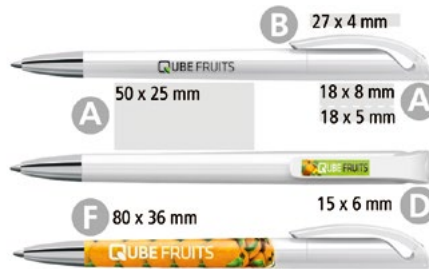 B 27 x 4 mm
QUBE FRUITS
A 50 x 25 mm
18 x 8 mm A
18 x 5 mm
QUBE FRUITS
F 80 x 36 mm
15 x 6 mm D
QUBE FRUITS